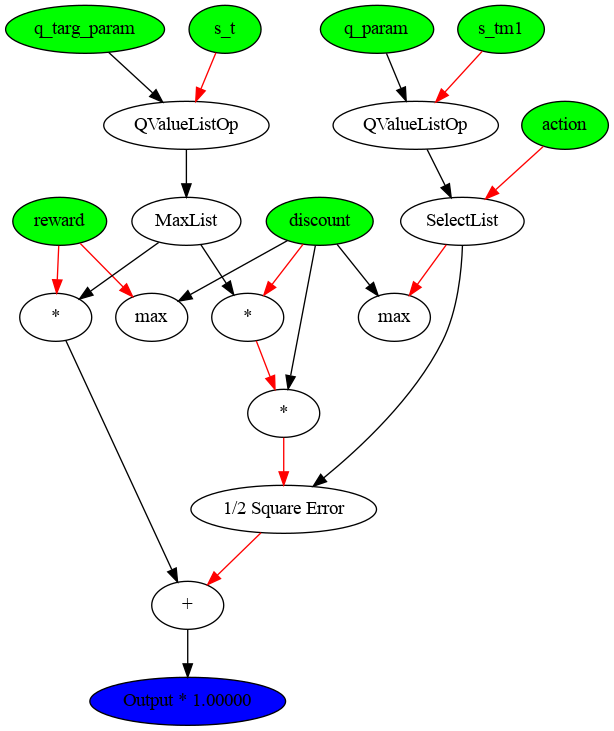 q_targ_param
s_t
q_param
s_tm1
QValueListOp
QValueListOp
action
reward
MaxList
discount
SelectList
*
max
*
max
*
1/2 Square Error
+
Output * 1.00000